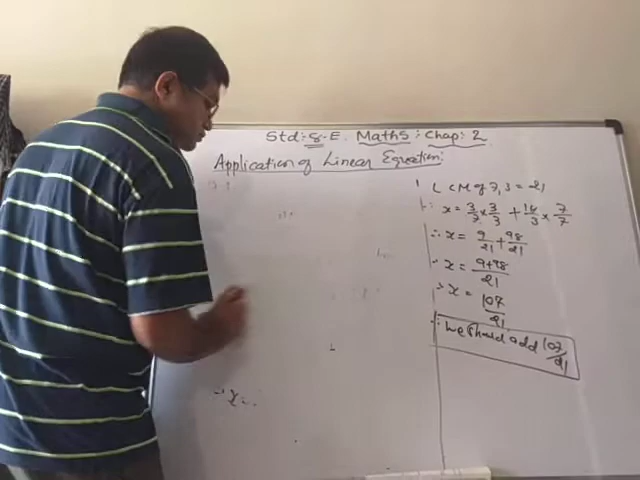 Std:- 8-E. Maths: Chap: 2
Application of Linear Equation:
L CM of 7, 3 = 21
∴ x = 3/7 x 3/3 + 14/3 x 7/7
∴ x = 9/21 + 98/21
∴ x = 9+98/21
∴ x = 107/21
∴ We should add 107/21
∴ x =